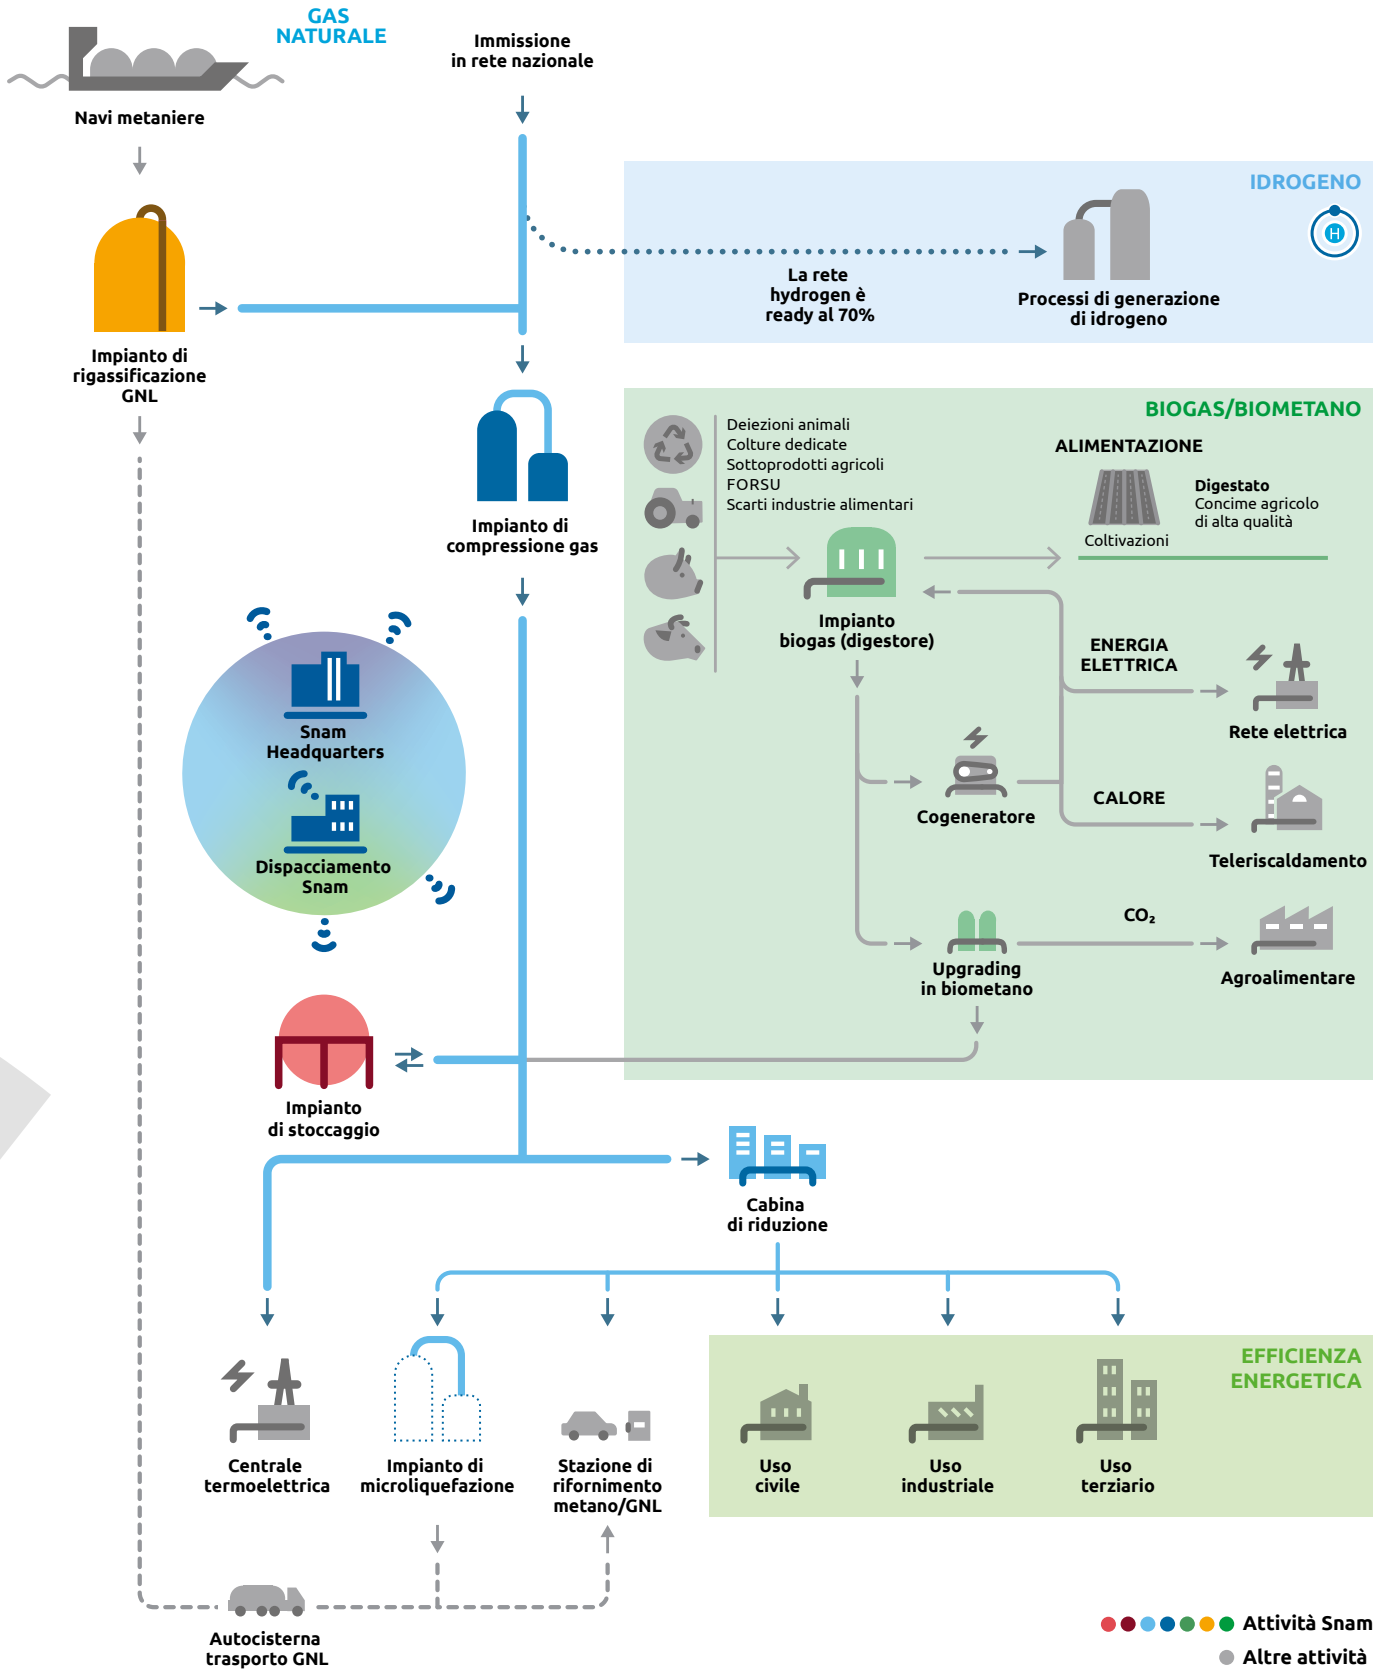 GAS
NATURALE
Immissione
in rete nazionale
Navi metaniere
IDROGENO
H
La rete
hydrogen è
ready al 70%
Processi di generazione
di idrogeno
Impianto di
rigassificazione
GNL
Impianto di
compressione gas
BIOGAS/BIOMETANO
Deiezioni animali
Colture dedicate
Sottoprodotti agricoli
FORSU
Scarti industrie alimentari
ALIMENTAZIONE
Digestato
Concime agricolo
di alta qualità
Coltivazioni
Impianto
biogas (digestore)
ENERGIA
ELETTRICA
Rete elettrica
Snam
Headquarters
Cogeneratore
CALORE
Teleriscaldamento
Dispacciamento
Snam
CO₂
Upgrading
in biometano
Agroalimentare
Impianto
di stoccaggio
Cabina
di riduzione
EFFICIENZA
ENERGETICA
Centrale
termoelettrica
Impianto di
microliquefazione
Stazione di
rifornimento
metano/GNL
Uso
civile
Uso
industriale
Uso
terziario
Autocisterna
trasporto GNL
Attività Snam
Altre attività